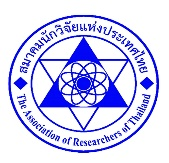 สมาคมนักวิจัยแห่งประเทศไทย
The Association of Researchers of Thailand